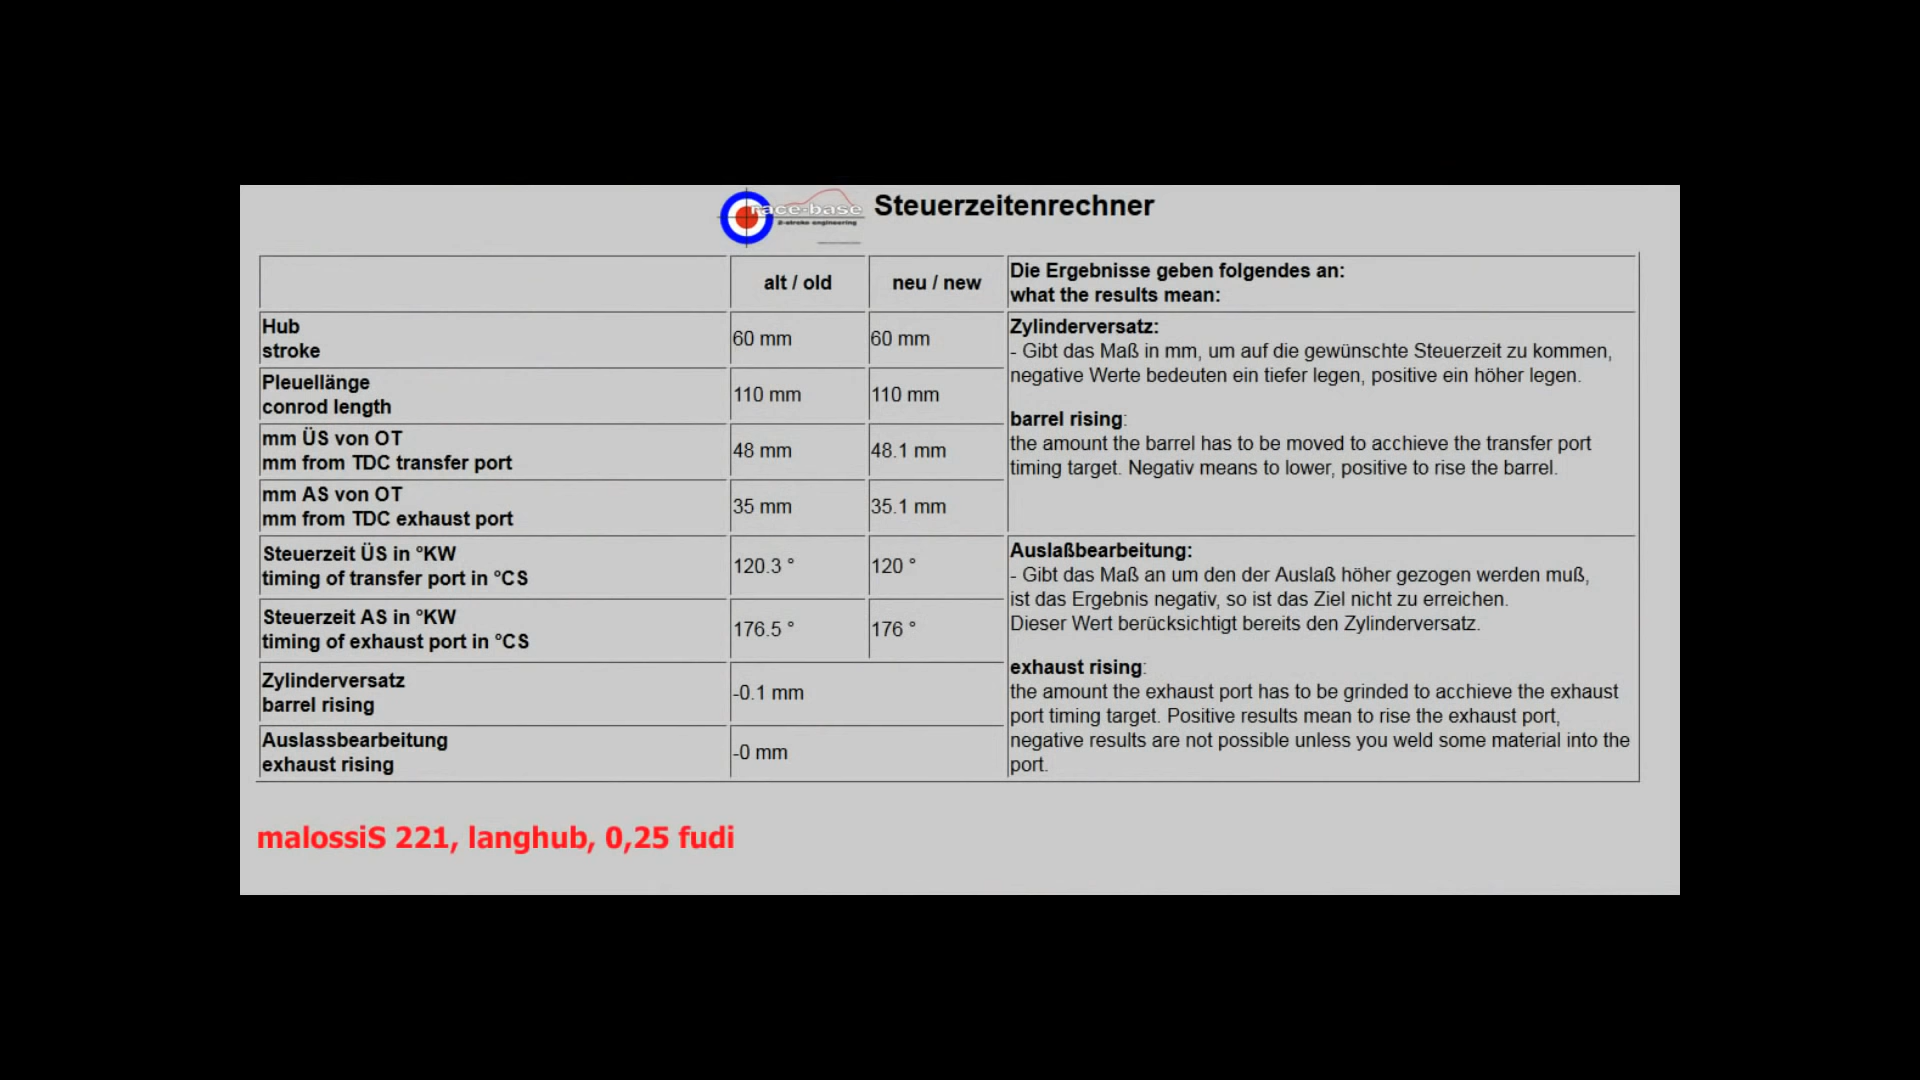 race-base
2-stroke engineering
Steuerzeitenrechner
alt / old
neu / new
Die Ergebnisse geben folgendes an:
what the results mean:
Hub
stroke
60 mm
60 mm
Pleuellänge
conrod length
110 mm
110 mm
mm ÜS von OT
mm from TDC transfer port
48 mm
48.1 mm
mm AS von OT
mm from TDC exhaust port
35 mm
35.1 mm
Steuerzeit ÜS in °KW
timing of transfer port in °CS
120.3 °
120 °
Steuerzeit AS in °KW
timing of exhaust port in °CS
176.5 °
176 °
Zylinderversatz
barrel rising
-0.1 mm
Auslassbearbeitung
exhaust rising
-0 mm
Zylinderversatz:
- Gibt das Maß in mm, um auf die gewünschte Steuerzeit zu kommen,
negative Werte bedeuten ein tiefer legen, positive ein höher legen.
barrel rising:
the amount the barrel has to be moved to acchieve the transfer port
timing target. Negativ means to lower, positive to rise the barrel.
Auslaßbearbeitung:
- Gibt das Maß an um den der Auslaß höher gezogen werden muß,
ist das Ergebnis negativ, so ist das Ziel nicht zu erreichen.
Dieser Wert berücksichtigt bereits den Zylinderversatz.
exhaust rising:
the amount the exhaust port has to be grinded to acchieve the exhaust
port timing target. Positive results mean to rise the exhaust port,
negative results are not possible unless you weld some material into the
port.
malossiS 221, langhub, 0,25 fudi